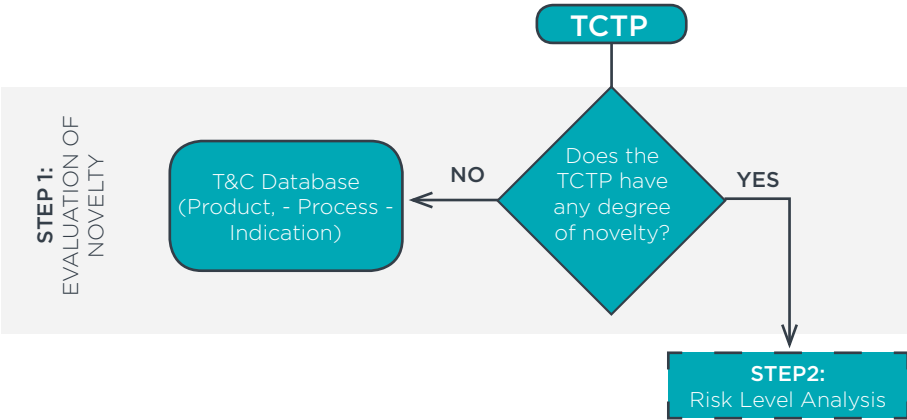 TCTP
STEP 1:
EVALUATION OF
NOVELTY
T&C Database
(Product, - Process -
Indication)
NO
Does the
TCTP have
any degree
of novelty?
YES
STEP2:
Risk Level Analysis